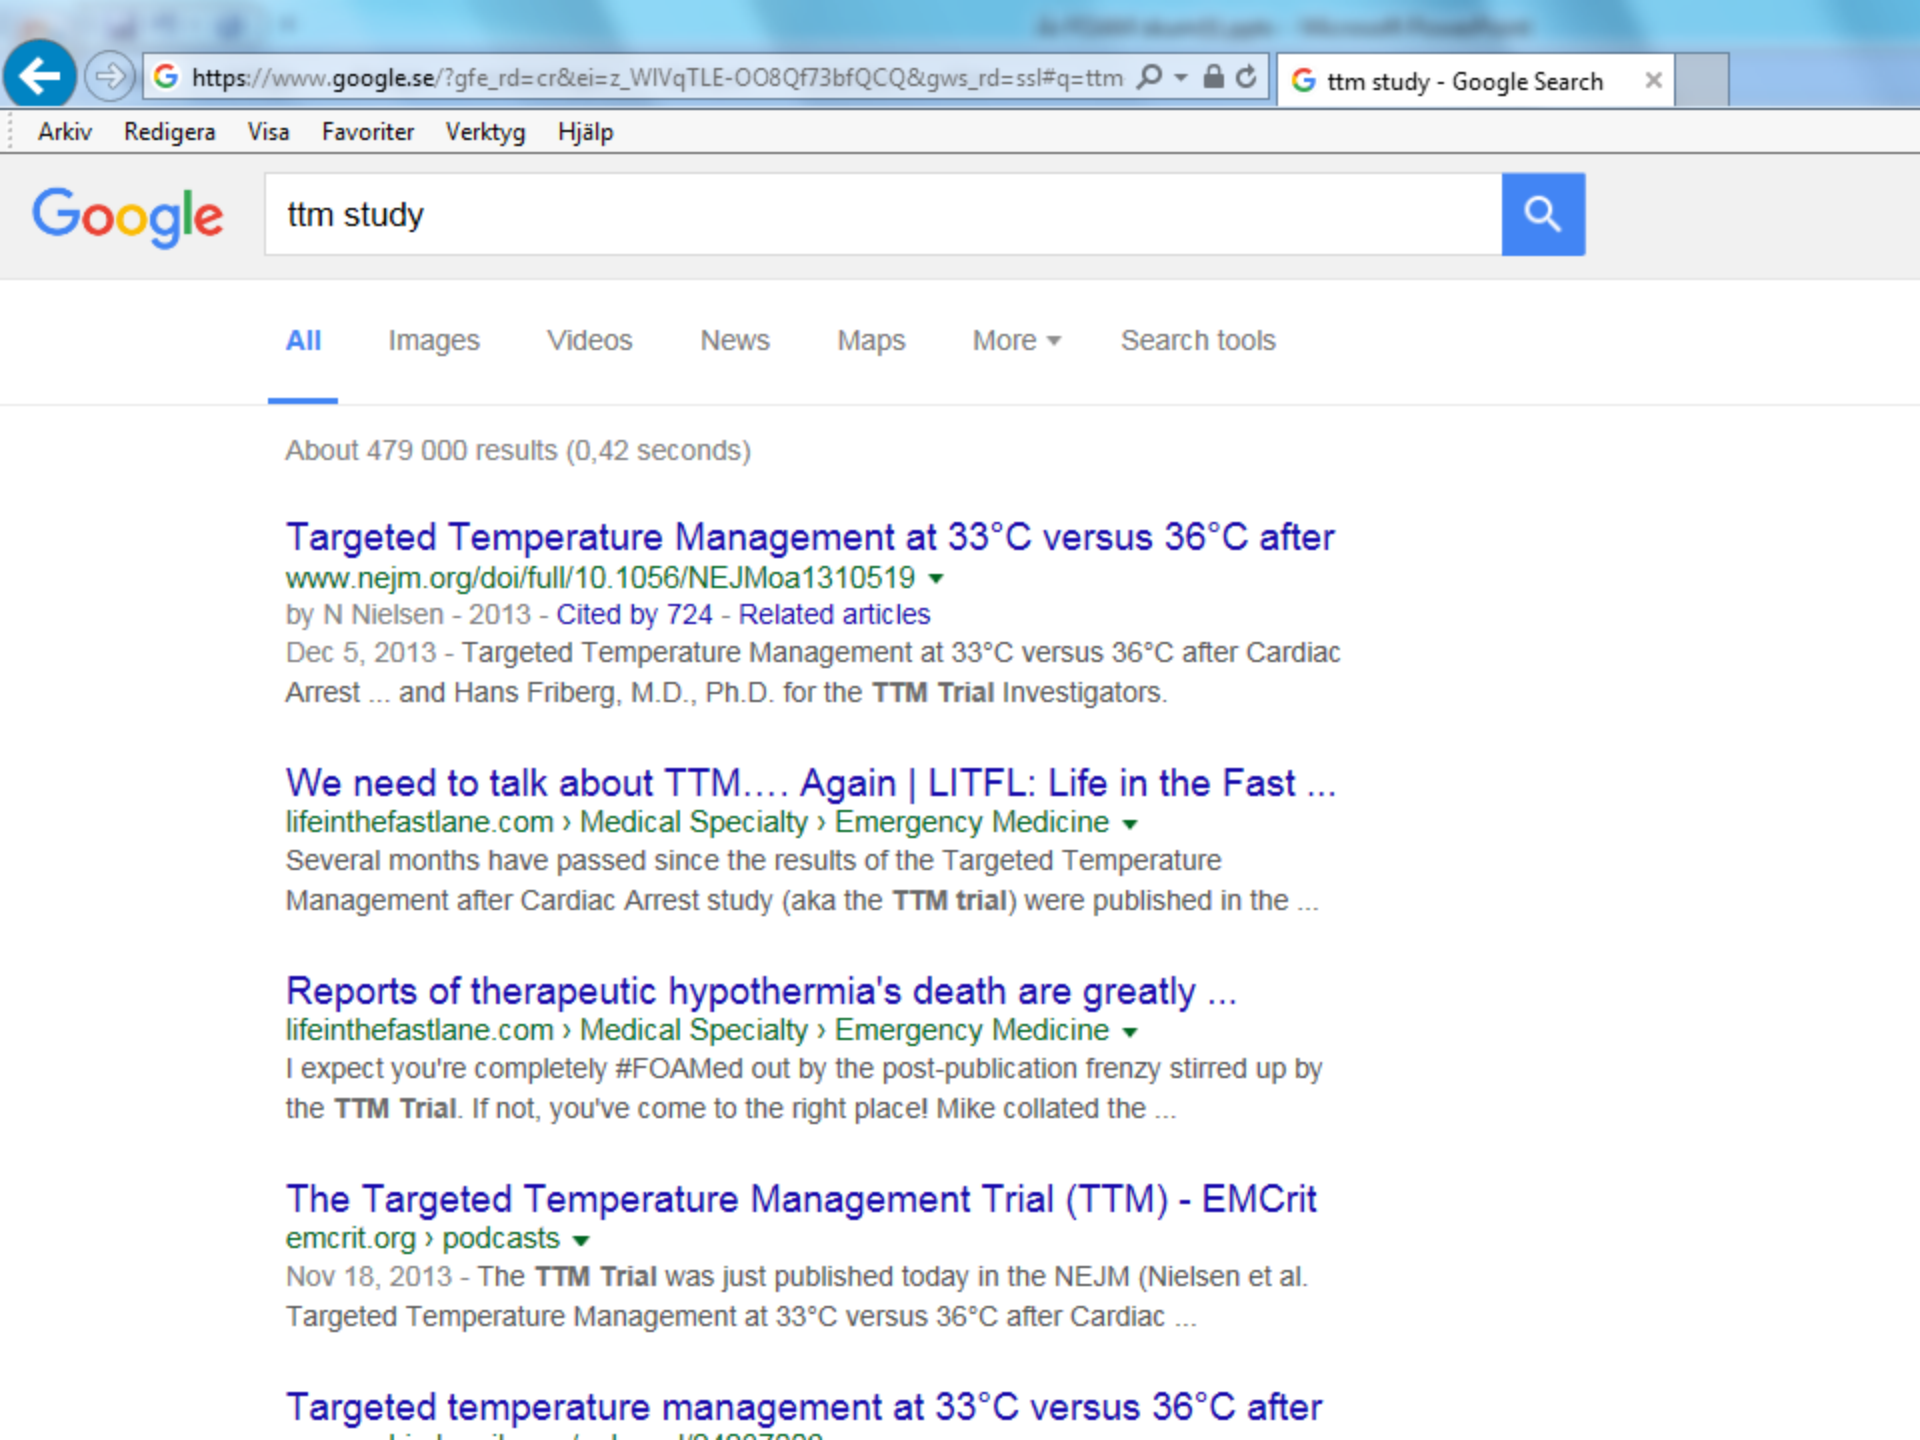 https://www.google.se/?gfe_rd=cr&ei=z_WIVqTLE-OO8Qf73bfQCQ&gws_rd=ssl#q=ttm
ttm study - Google Search
Arkiv Redigera Visa Favoriter Verktyg Hjälp
Google
ttm study
All Images Videos News Maps More Search tools
About 479 000 results (0,42 seconds)
Targeted Temperature Management at 33°C versus 36°C after
www.nejm.org/doi/full/10.1056/NEJMoa1310519
by N Nielsen - 2013 - Cited by 724 - Related articles
Dec 5, 2013 - Targeted Temperature Management at 33°C versus 36°C after Cardiac
Arrest ... and Hans Friberg, M.D., Ph.D. for the TTM Trial Investigators.
We need to talk about TTM.... Again | LITFL: Life in the Fast ...
lifeinthefastlane.com › Medical Specialty › Emergency Medicine
Several months have passed since the results of the Targeted Temperature
Management after Cardiac Arrest study (aka the TTM trial) were published in the ...
Reports of therapeutic hypothermia's death are greatly ...
lifeinthefastlane.com › Medical Specialty › Emergency Medicine
I expect you're completely #FOAMed out by the post-publication frenzy stirred up by
the TTM Trial. If not, you've come to the right place! Mike collated the ...
The Targeted Temperature Management Trial (TTM) - EMCrit
emcrit.org › podcasts
Nov 18, 2013 - The TTM Trial was just published today in the NEJM (Nielsen et al.
Targeted Temperature Management at 33°C versus 36°C after Cardiac ...
Targeted temperature management at 33°C versus 36°C after